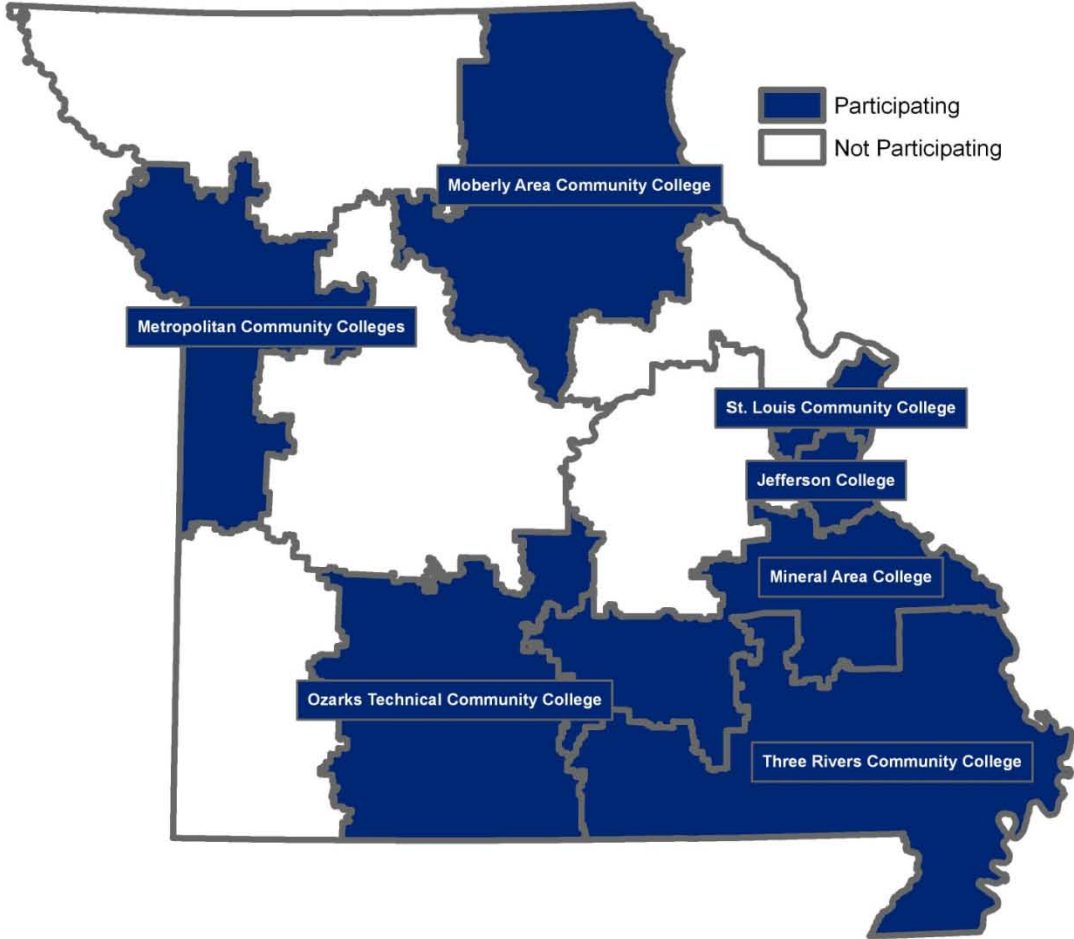 Participating
Not Participating
Moberly Area Community College
Metropolitan Community Colleges
St. Louis Community College
Jefferson College
Mineral Area College
Ozarks Technical Community College
Three Rivers Community College